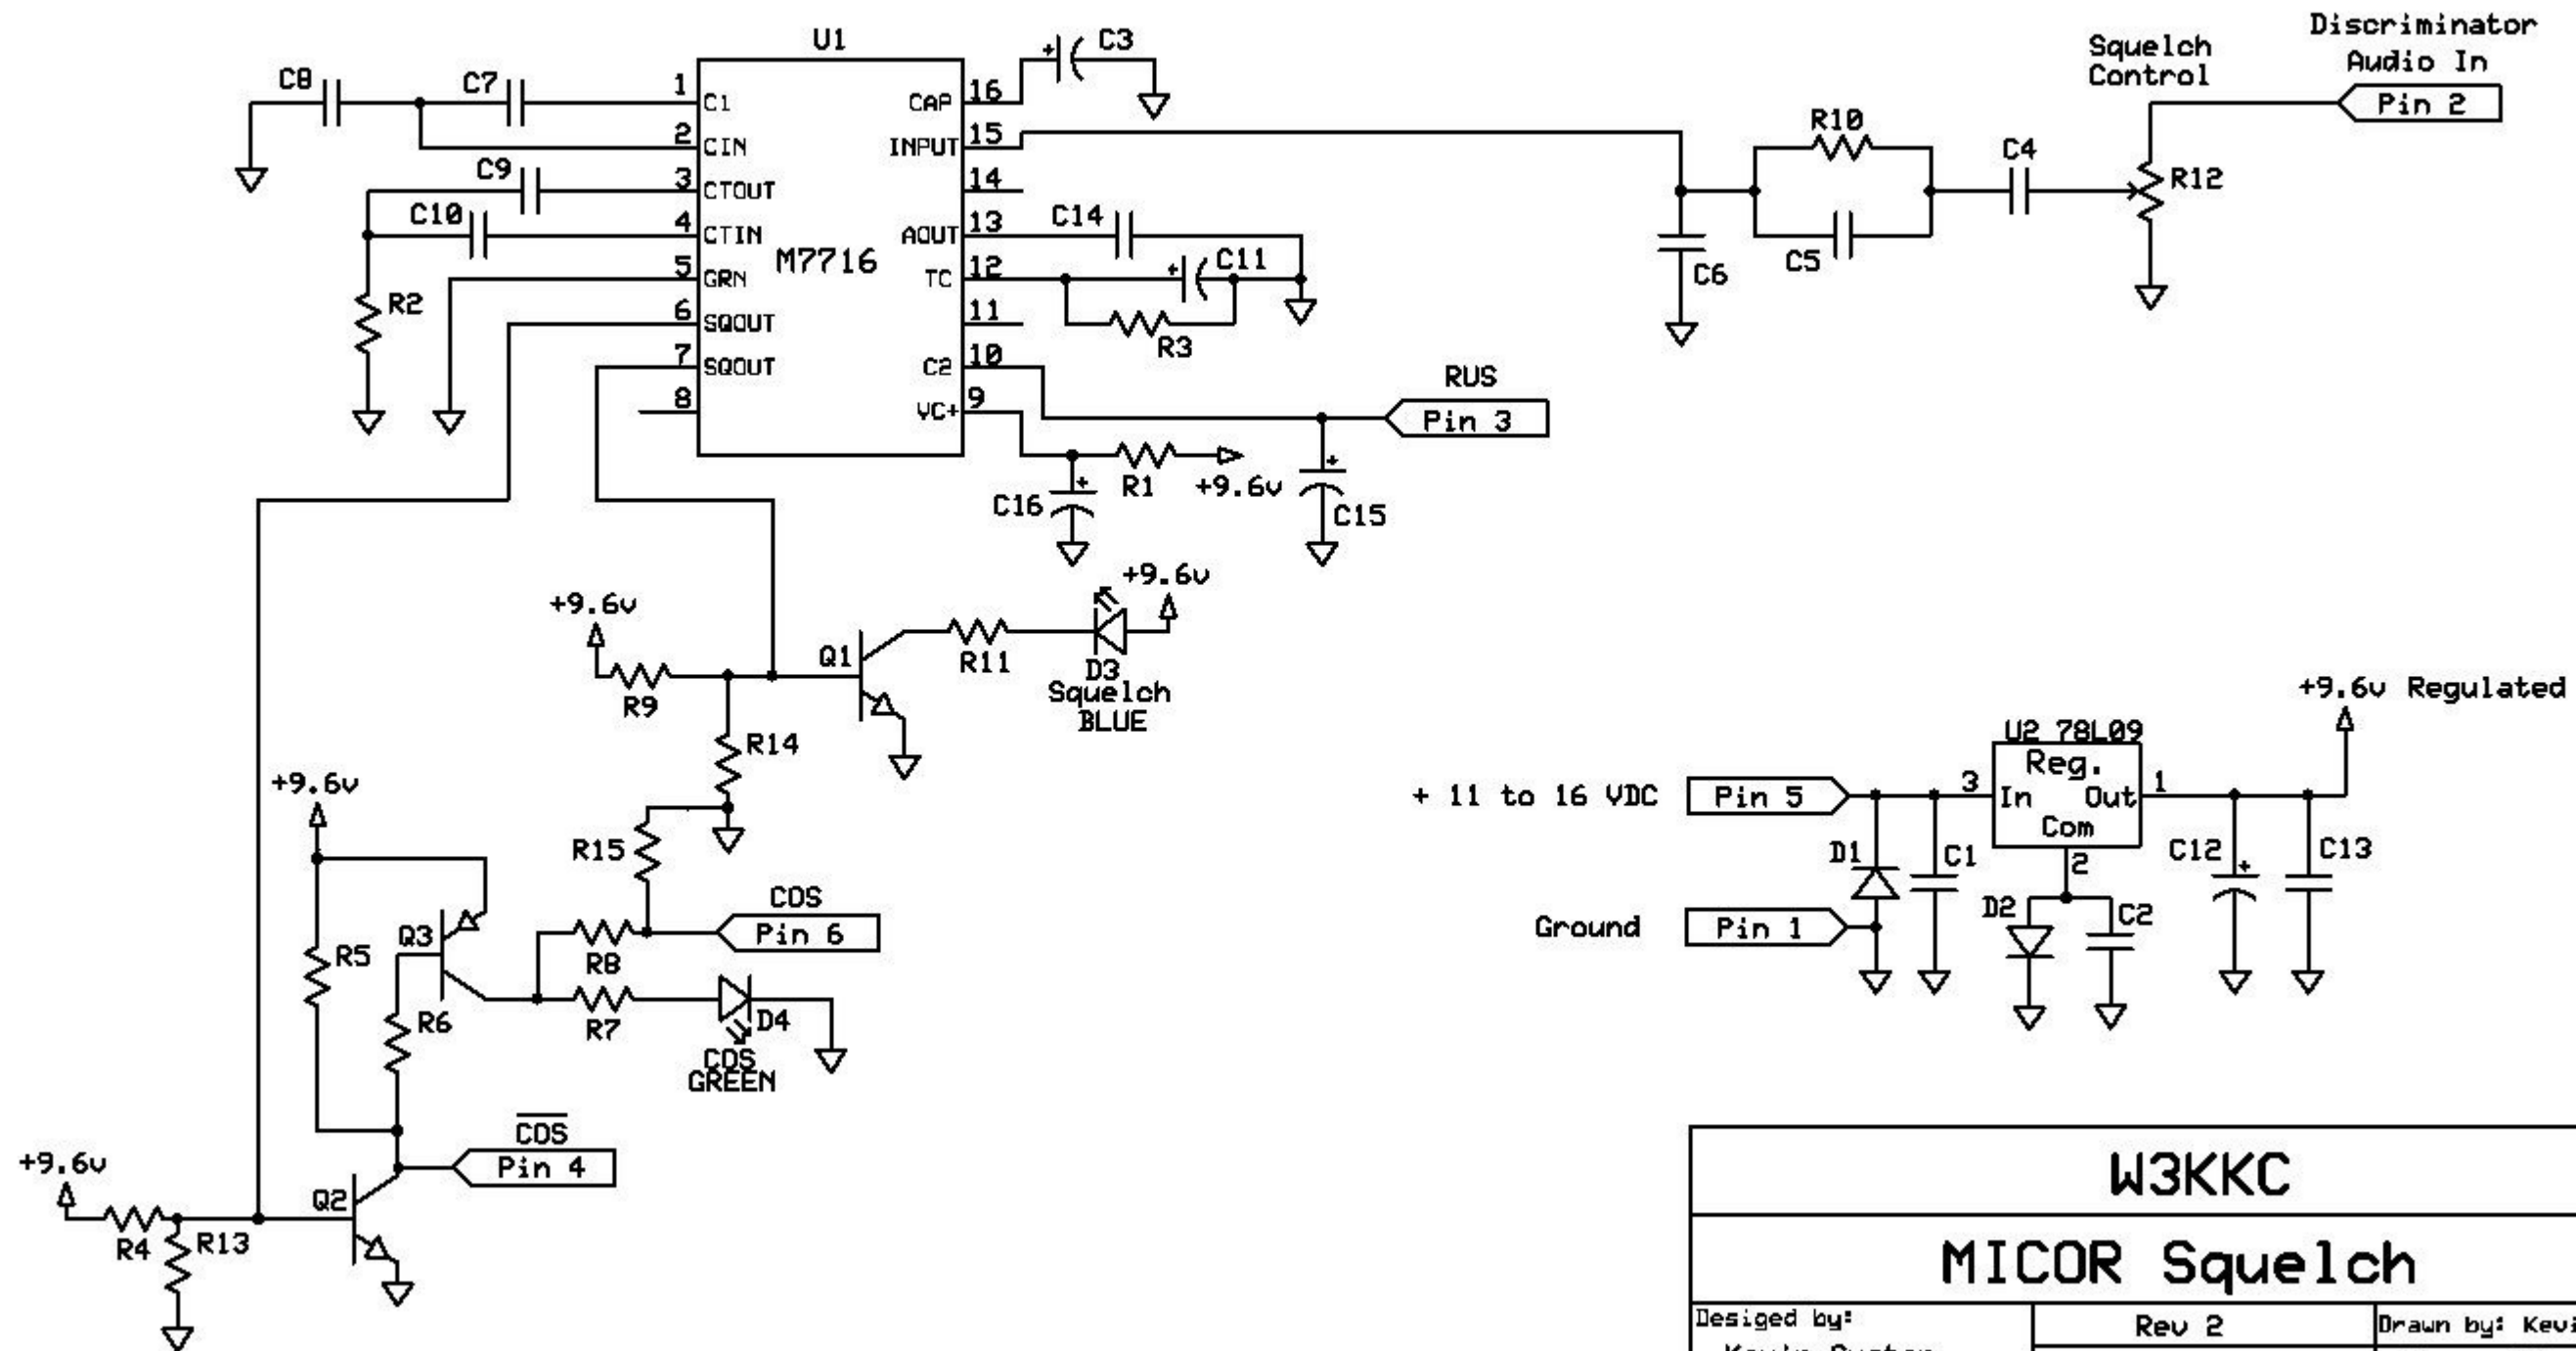 U1
C8
C7
C9
C10
R2
1
2
3
4
5
6
7
8
C1
CIN
CTOUT
CTIN
GRN
SQOUT
SQOUT
M7716
CAP
INPUT
AOUT
TC
C2
VC+
16
15
14
13
12
11
10
9
+
C3
C14
+
C11
R3
RUS
Pin 3
+
C15
+
C16
R1
+9.6v
Discriminator
Audio In
Pin 2
Squelch
Control
R12
C4
R10
C5
C6
+9.6v
R9
Q1
R11
D3
Squelch
BLUE
+9.6v
R14
R15
+9.6v
R5
Q3
R6
R8
R7
COS
Pin 6
D4
COS
GREEN
COS
Pin 4
+9.6v
R4
R13
Q2
+9.6v Regulated
U2 78L09
Reg.
3
In
Out
1
Com
2
+ 11 to 16 VDC
Pin 5
Ground
Pin 1
D1
C1
D2
C2
C12
+
C13
W3KKC
MICOR Squelch
Desiged by:
Rev 2
Drawn by: